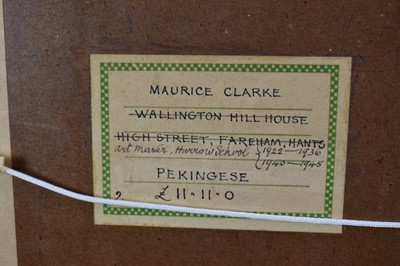 MAURICE CLARKE
WALLINGTON HILL HOUSE
HIGH STREET, FAREHAM, HANTS
art master, Harrow School { 1922—1936
{ 1940—1945
PEKINGESE
£ 11-11-0